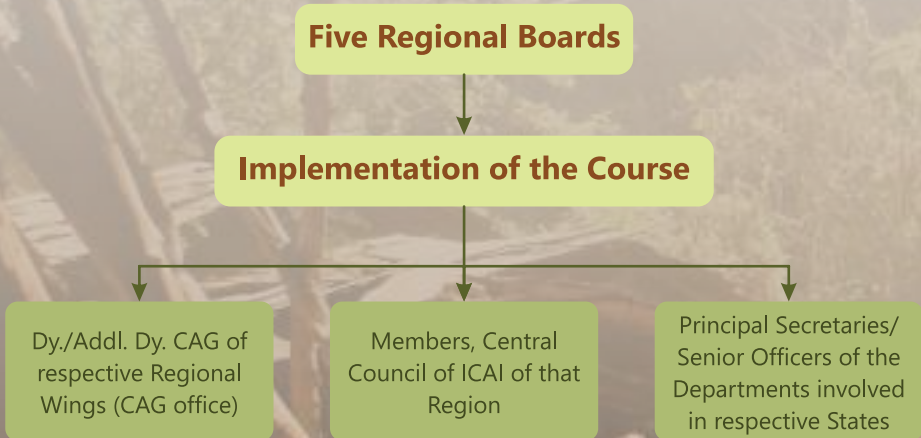 Five Regional Boards
Implementation of the Course
Dy./Addl. Dy. CAG of
respective Regional
Wings (CAG office)
Members, Central
Council of ICAI of that
Region
Principal Secretaries/
Senior Officers of the
Departments involved
in respective States